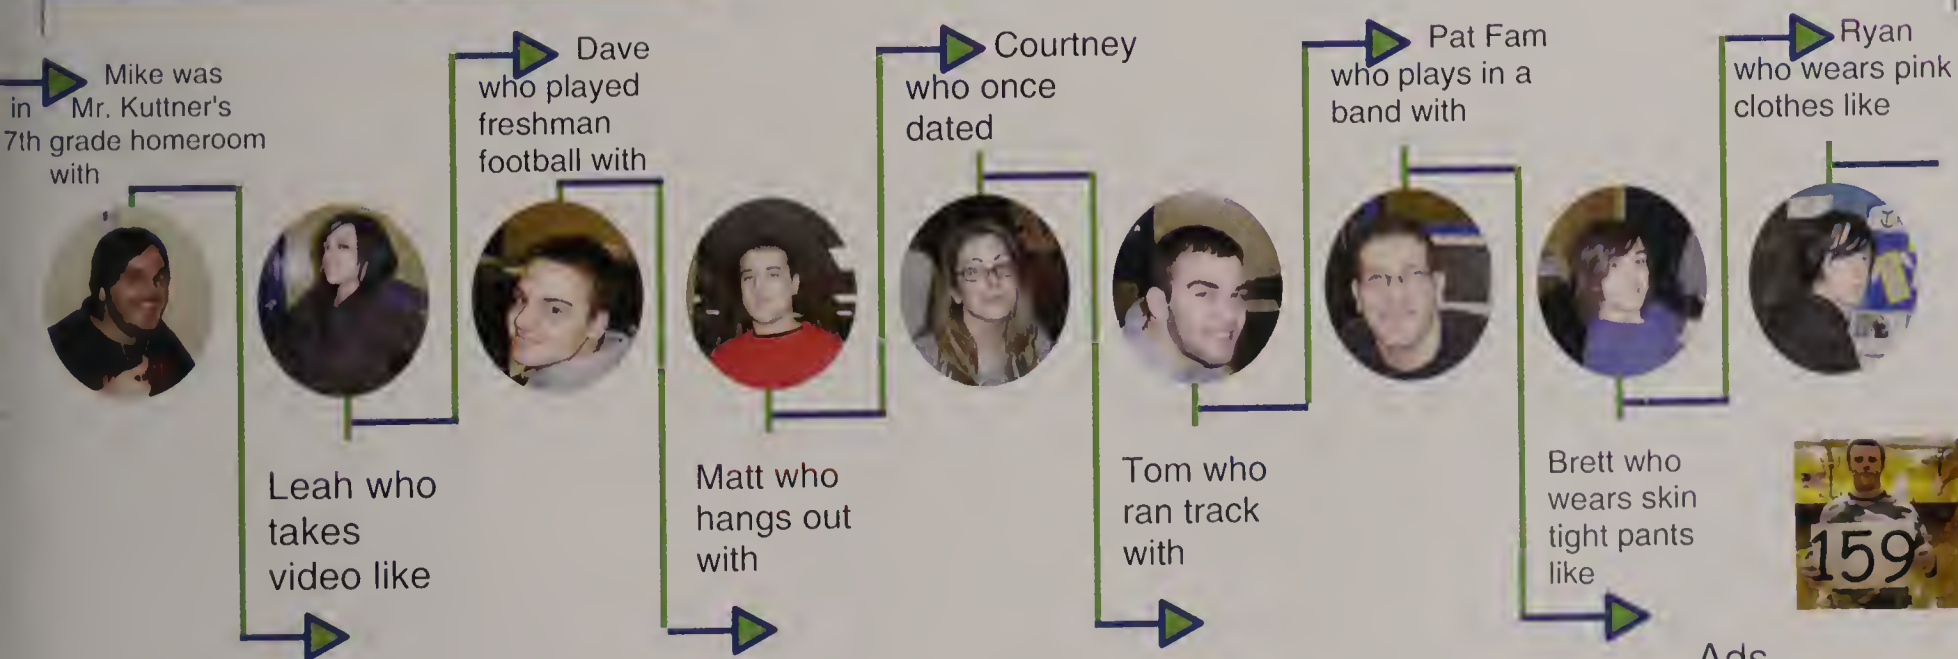 Mike was
in Mr. Kuttner's
7th grade homeroom
with
Leah who
takes
video like
Dave
who played
freshman
football with
Matt who
hangs out
with
Courtney
who once
dated
Tom who
ran track
with
Pat Fam
who plays in a
band with
Brett who
wears skin
tight pants
like
Ryan
who wears pink
clothes like
159
Ads